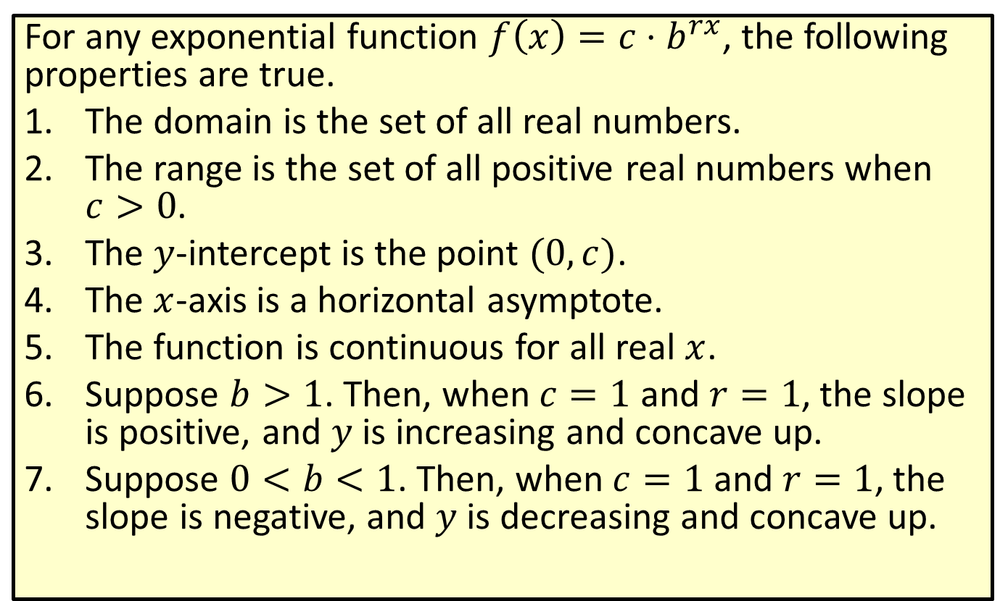 For any exponential function f(x) = c · b^{rx}, the following
properties are true.
1. The domain is the set of all real numbers.
2. The range is the set of all positive real numbers when
c > 0.
3. The y-intercept is the point (0, c).
4. The x-axis is a horizontal asymptote.
5. The function is continuous for all real x.
6. Suppose b > 1. Then, when c = 1 and r = 1, the slope
is positive, and y is increasing and concave up.
7. Suppose 0 < b < 1. Then, when c = 1 and r = 1, the
slope is negative, and y is decreasing and concave up.